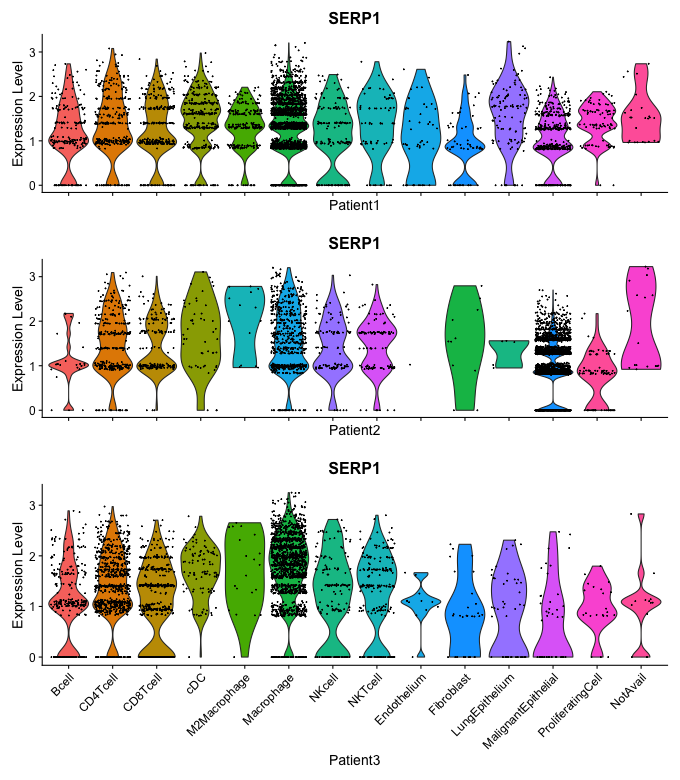 SERP1
Expression Level
3
2
1
0
Patient1
SERP1
Expression Level
3
2
1
0
Patient2
SERP1
Expression Level
3
2
1
0
Bcell
CD4Tcell
CD8Tcell
cDC
M2Macrophage
Macrophage
NKcell
NKTcell
Endothelium
Fibroblast
LungEpithelium
MalignantEpithelial
ProliferatingCell
NotAvail
Patient3